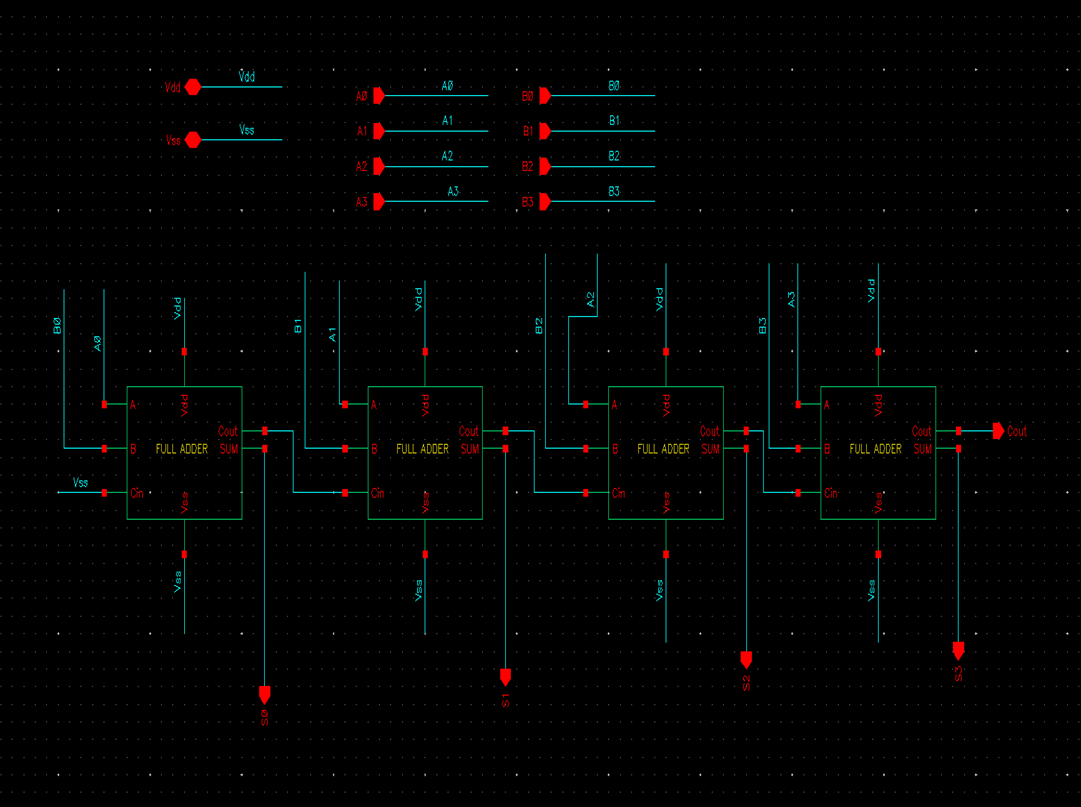 Vdd Vdd
Vss Vss
A0 A0 B0 B0
A1 A1 B1 B1
A2 A2 B2 B2
A3 A3 B3 B3
B0 A0 Vdd B1 A1 Vdd B2 A2 Vdd B3 A3 Vdd
A Vdd A Vdd A Vdd A Vdd
Cout Cout Cout Cout Cout
B FULL ADDER SUM B FULL ADDER SUM B FULL ADDER SUM B FULL ADDER SUM
Vss Cin Vss Cin Vss Cin Vss Cin Vss
Vss Vss Vss Vss
S0 S1 S2 S3